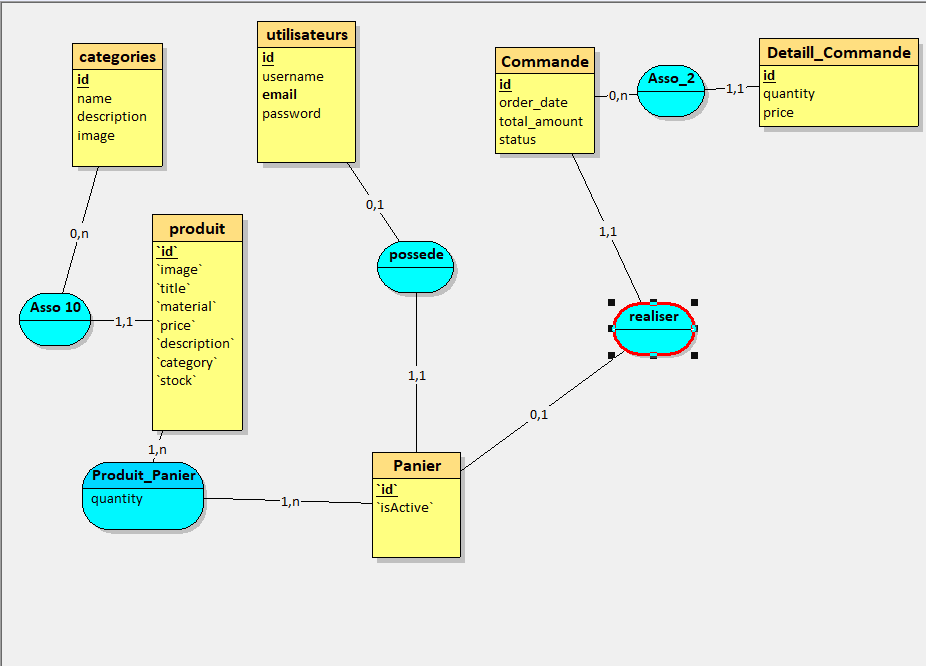 categories
id
name
description
image
utilisateurs
id
username
email
password
Commande
id
order_date
total_amount
status
Asso_2
0,n
1,1
Detaill_Commande
id
quantity
price
0,n
0,1
1,1
produit
`id`
`image`
`title`
`material`
`price`
`description`
`category`
`stock`
possede
Asso 10
1,1
realiser
1,1
0,1
1,n
Produit_Panier
quantity
1,n
Panier
`id`
`isActive`